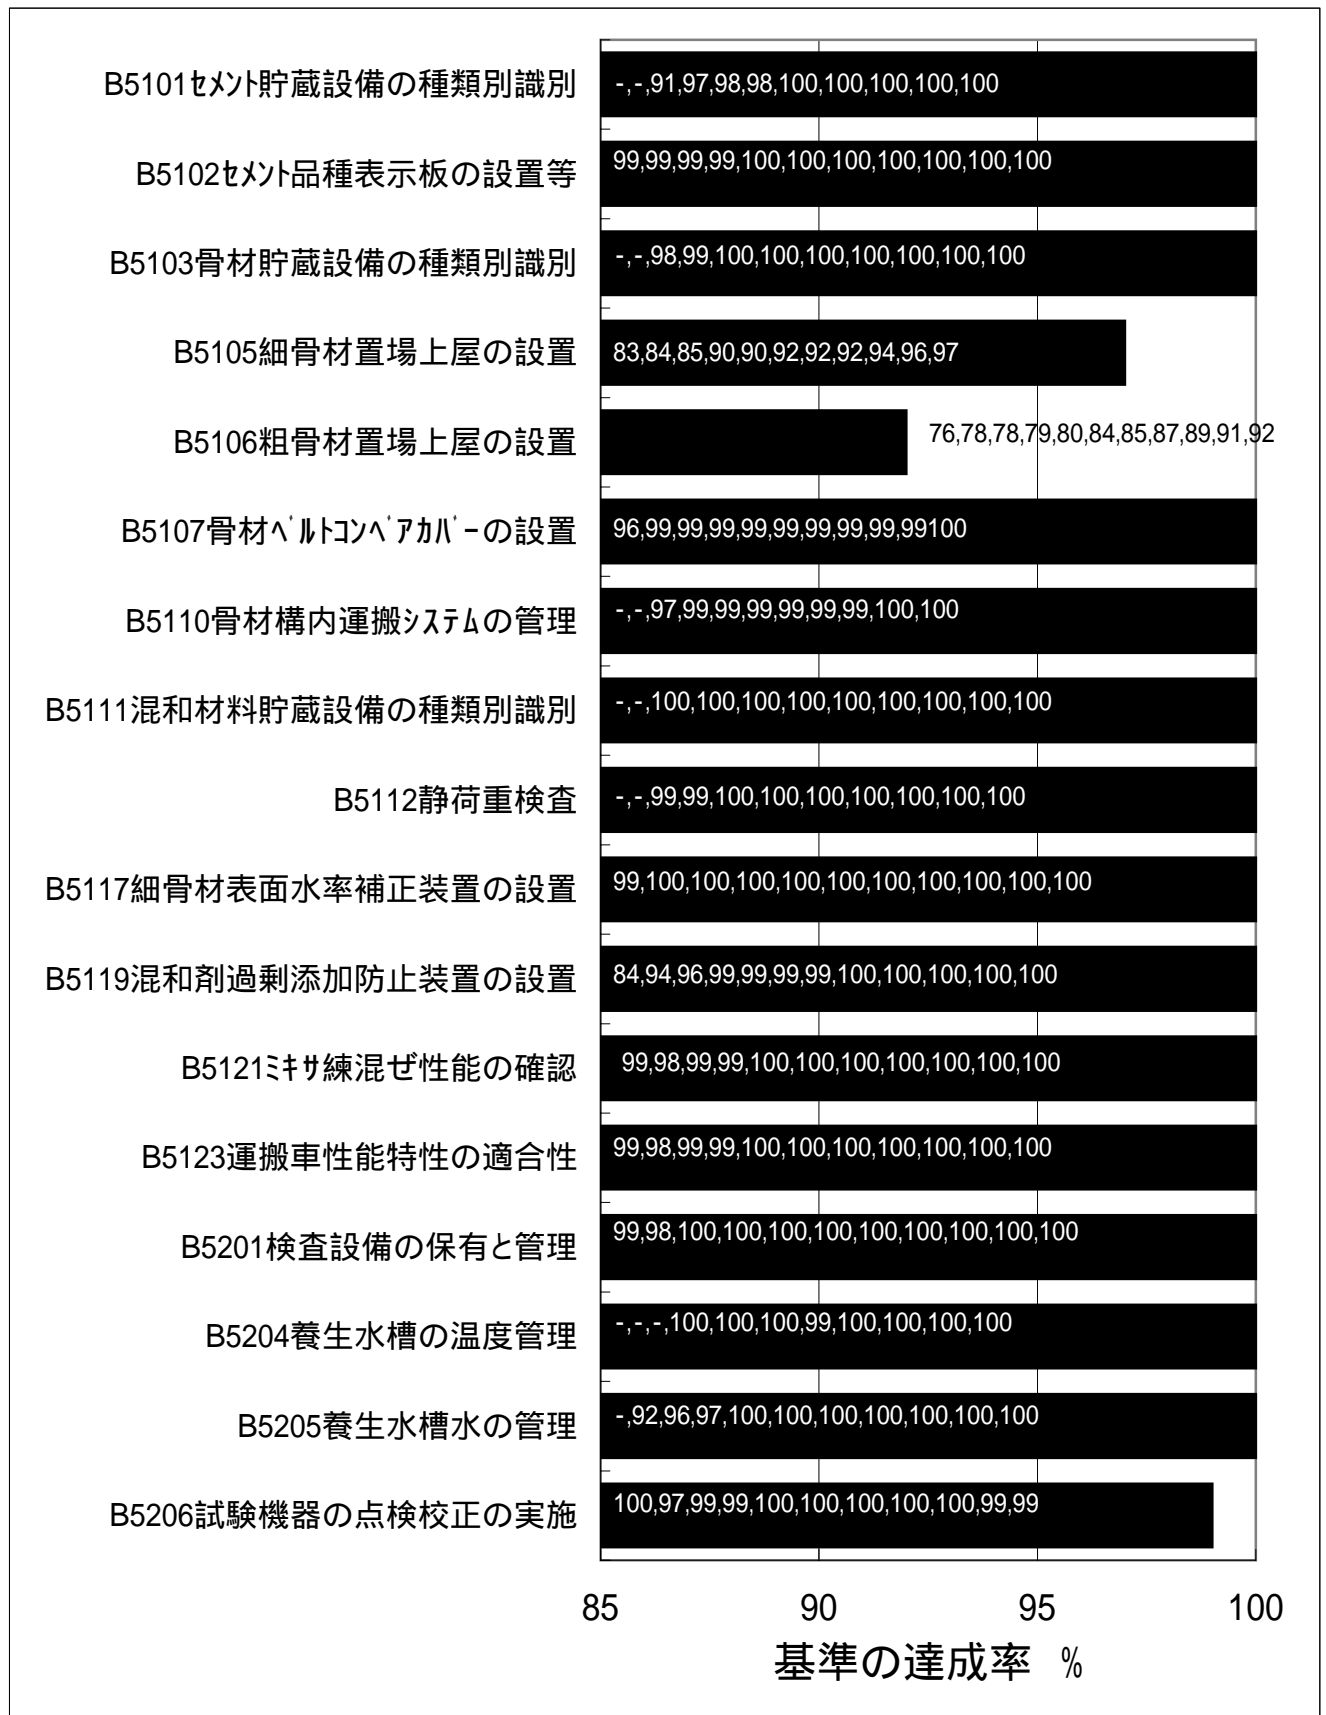 B5101ｾﾒﾝﾄ貯蔵設備の種類別識別 -,-,91,97,98,98,100,100,100,100,100
B5102ｾﾒﾝﾄ品種表示板の設置等 99,99,99,99,100,100,100,100,100,100,100
B5103骨材貯蔵設備の種類別識別 -,-,98,99,100,100,100,100,100,100,100
B5105細骨材置場上屋の設置 83,84,85,90,90,92,92,92,94,96,97
B5106粗骨材置場上屋の設置 76,78,78,79,80,84,85,87,89,91,92
B5107骨材ﾍﾞﾙﾄｺﾝﾍﾞｱｶﾊﾞｰの設置 96,99,99,99,99,99,99,99,99,99100
B5110骨材構内運搬ｼｽﾃﾑの管理 -,-,97,99,99,99,99,99,99,100,100
B5111混和材料貯蔵設備の種類別識別 -,-,100,100,100,100,100,100,100,100,100
B5112静荷重検査 -,-,99,99,100,100,100,100,100,100,100
B5117細骨材表面水率補正装置の設置 99,100,100,100,100,100,100,100,100,100,100
B5119混和剤過剰添加防止装置の設置 84,94,96,99,99,99,99,100,100,100,100,100
B5121ﾐｷｻ練混ぜ性能の確認 99,98,99,99,100,100,100,100,100,100,100
B5123運搬車性能特性の適合性 99,98,99,99,100,100,100,100,100,100,100
B5201検査設備の保有と管理 99,98,100,100,100,100,100,100,100,100,100
B5204養生水槽の温度管理 -,-,-,100,100,100,99,100,100,100,100
B5205養生水槽水の管理 -,92,96,97,100,100,100,100,100,100,100
B5206試験機器の点検校正の実施 100,97,99,99,100,100,100,100,100,99,99
85 90 95 100
基準の達成率 %